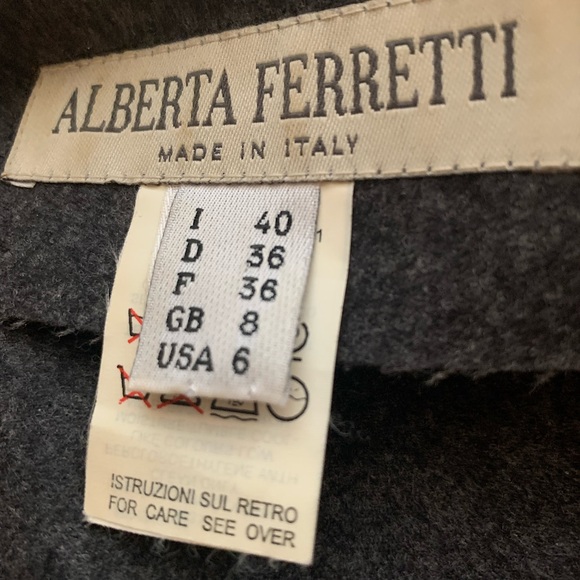 ALBERTA FERRETTI
MADE IN ITALY
I 40
D 36
F 36
GB 8
USA 6
ISTRUZIONI SUL RETRO
FOR CARE SEE OVER